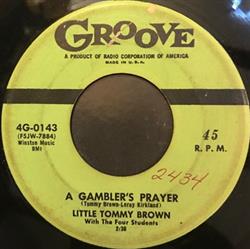 GROOVE
A PRODUCT OF RADIO CORPORATION OF AMERICA
MADE IN U.S.A.
4G-0143
(F5JW-7884)
Winston Music
BMI
45
R.P.M.
2434
A GAMBLER'S PRAYER
(Tommy Brown-Leroy Kirkland)
LITTLE TOMMY BROWN
With The Four Students
2:38